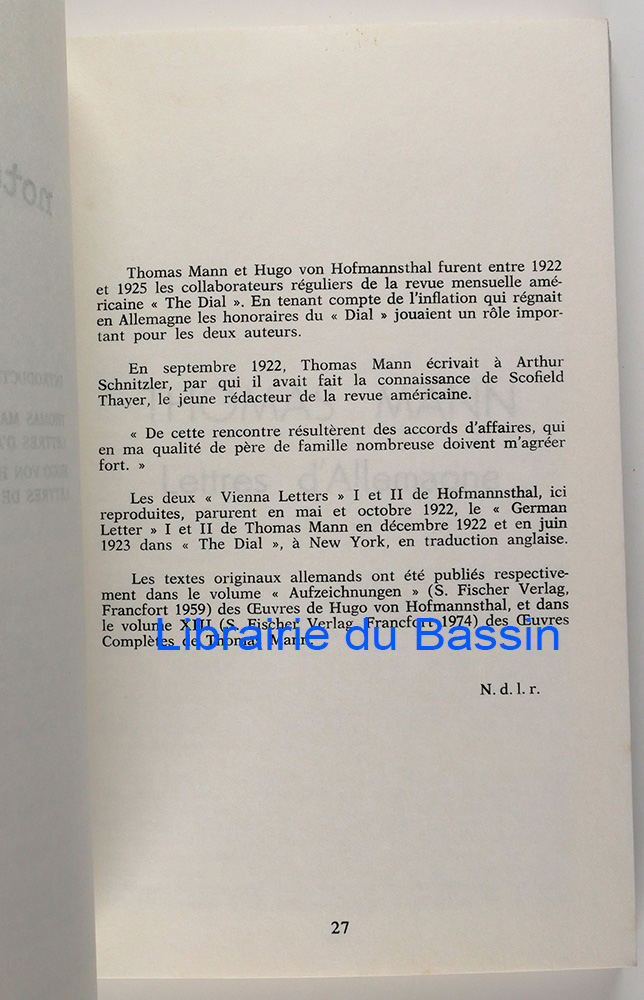 Thomas Mann et Hugo von Hofmannsthal furent entre 1922
et 1925 les collaborateurs réguliers de la revue mensuelle amé-
ricaine « The Dial ». En tenant compte de l'inflation qui régnait
en Allemagne les honoraires du « Dial » jouaient un rôle impor-
tant pour les deux auteurs.
En septembre 1922, Thomas Mann écrivait à Arthur
Schnitzler, par qui il avait fait la connaissance de Scofield
Thayer, le jeune rédacteur de la revue américaine.
« De cette rencontre résultèrent des accords d'affaires, qui
en ma qualité de père de famille nombreuse doivent m'agréer
fort. »
Les deux « Vienna Letters » I et II de Hofmannsthal, ici
reproduites, parurent en mai et octobre 1922, le « German
Letter » I et II de Thomas Mann en décembre 1922 et en juin
1923 dans « The Dial », à New York, en traduction anglaise.
Les textes originaux allemands ont été publiés respective-
ment dans le volume « Aufzeichnungen » (S. Fischer Verlag,
Francfort 1959) des Œuvres de Hugo von Hofmannsthal, et dans
le volume XIII (S. Fischer Verlag, Francfort 1974) des Œuvres
Complètes de Thomas Mann.
Librairie du Bassin
N. d. l. r.
27